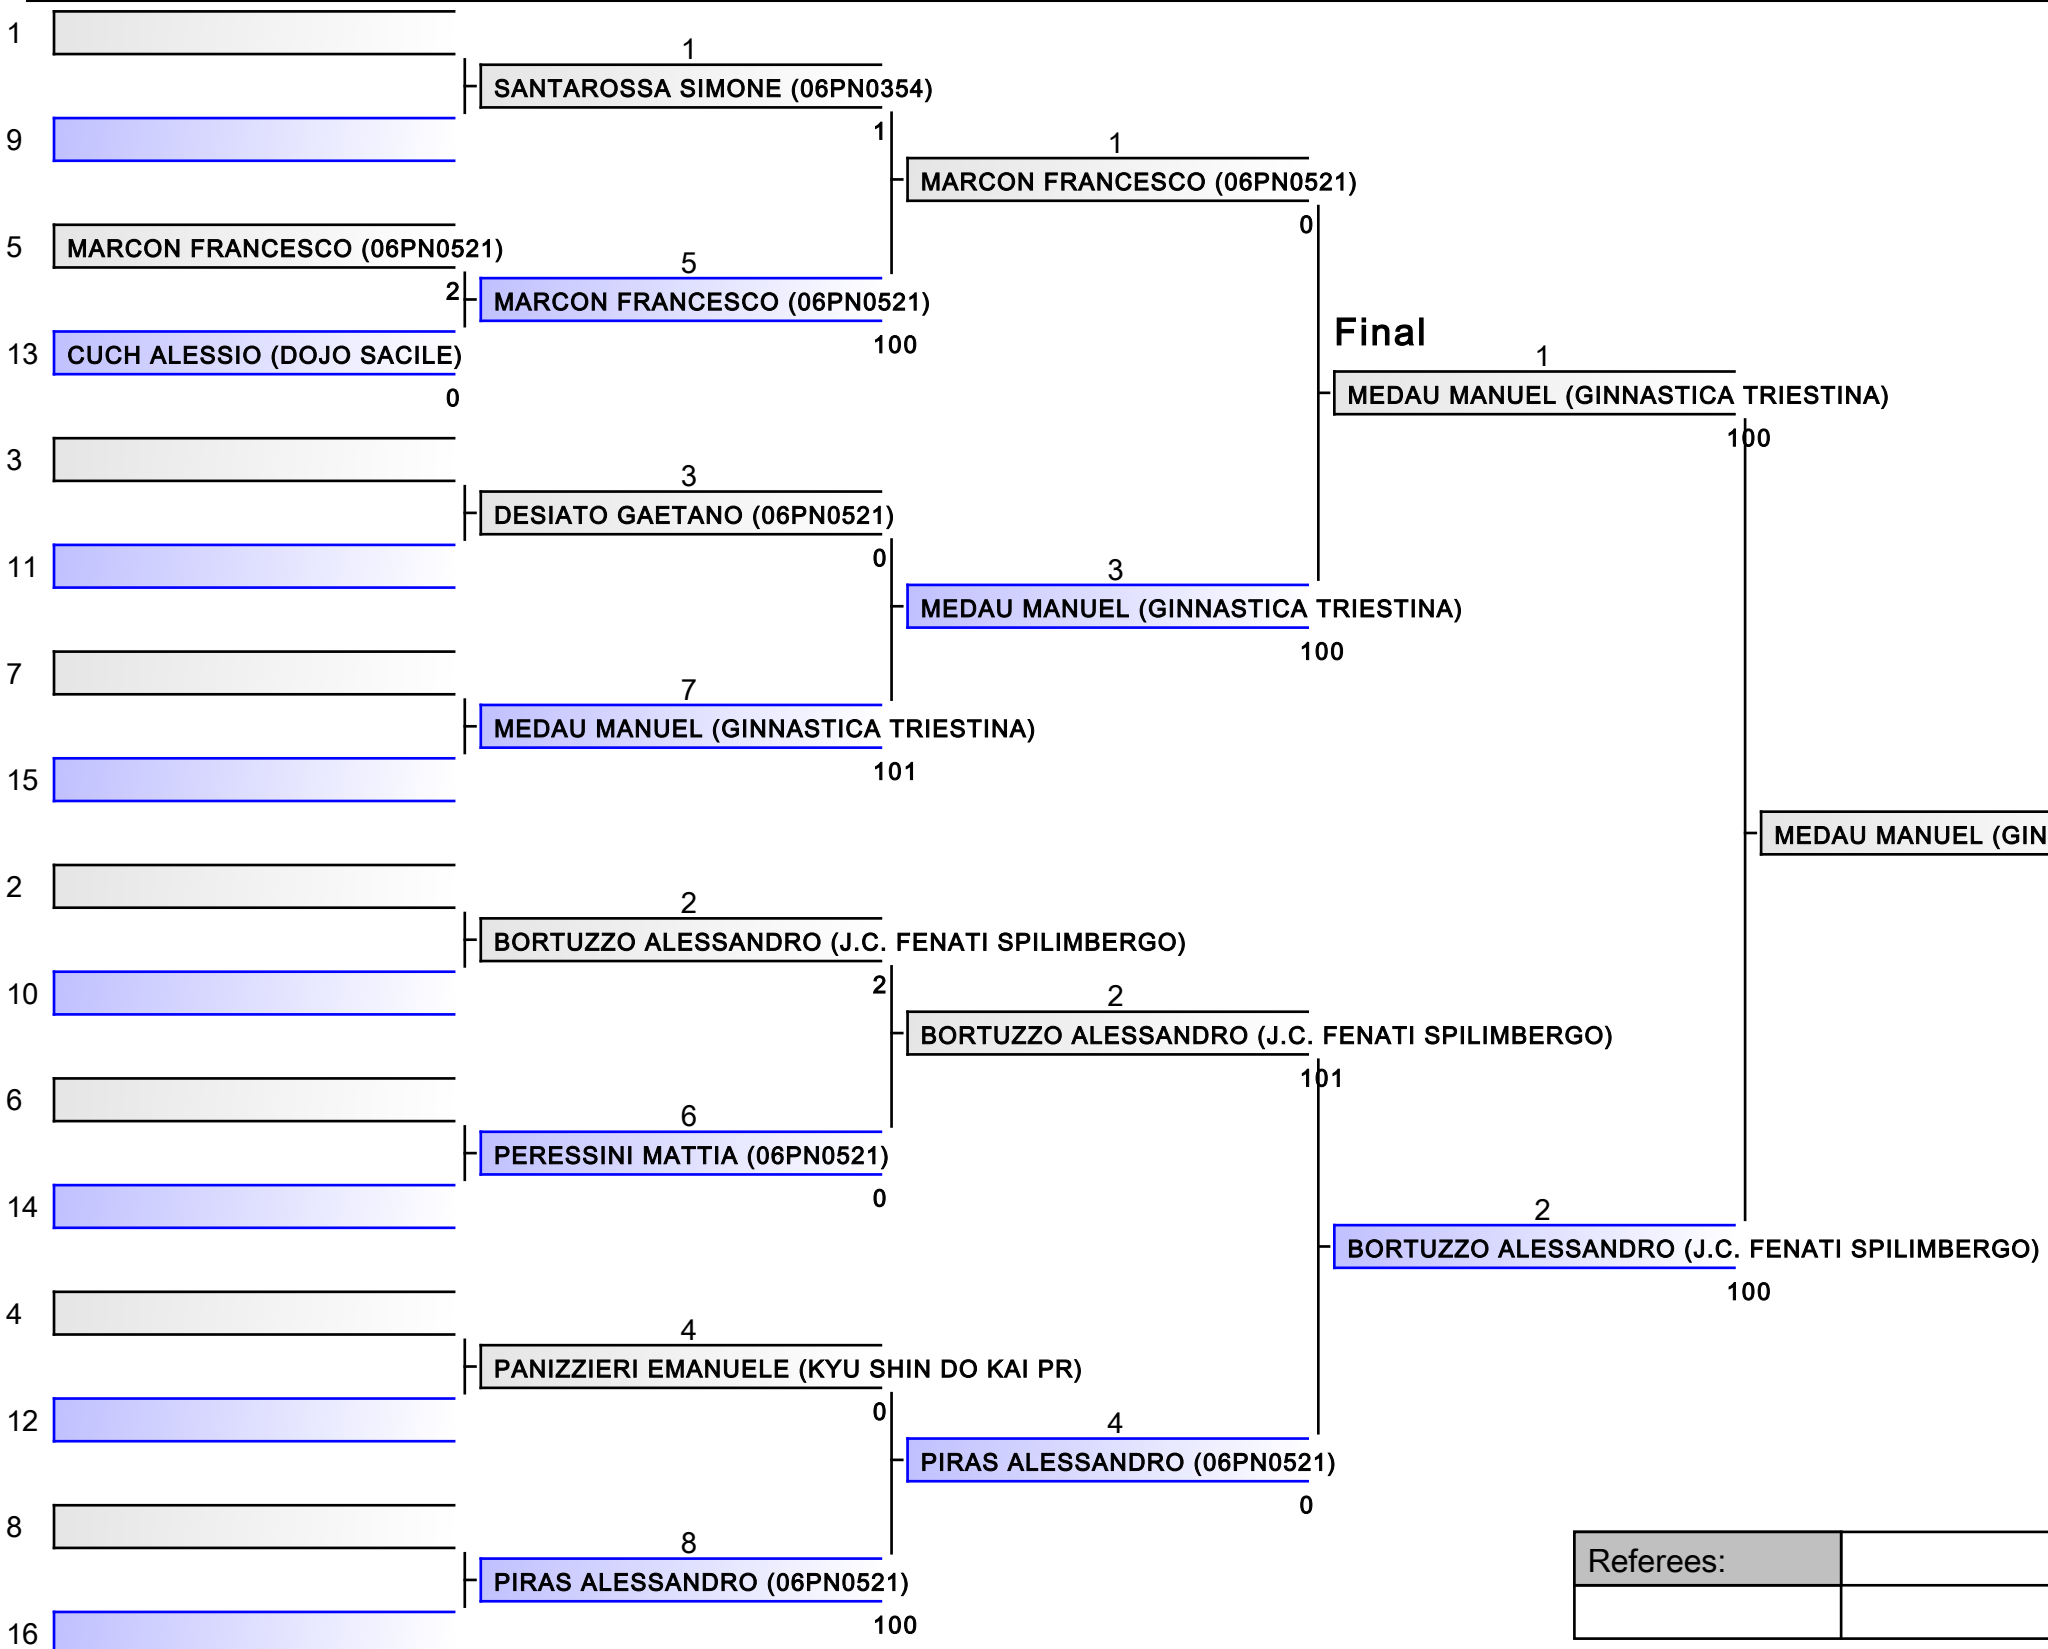 1
1
SANTAROSSA SIMONE (06PN0354)
1
9
1
MARCON FRANCESCO (06PN0521)
0
5
MARCON FRANCESCO (06PN0521)
2
5
MARCON FRANCESCO (06PN0521)
100
13
CUCH ALESSIO (DOJO SACILE)
0
Final
1
MEDAU MANUEL (GINNASTICA TRIESTINA)
100
3
3
DESIATO GAETANO (06PN0521)
0
11
3
MEDAU MANUEL (GINNASTICA TRIESTINA)
100
7
7
MEDAU MANUEL (GINNASTICA TRIESTINA)
101
15
MEDAU MANUEL (GIN
2
2
BORTUZZO ALESSANDRO (J.C. FENATI SPILIMBERGO)
2
10
2
BORTUZZO ALESSANDRO (J.C. FENATI SPILIMBERGO)
101
6
6
PERESSINI MATTIA (06PN0521)
0
14
2
BORTUZZO ALESSANDRO (J.C. FENATI SPILIMBERGO)
100
4
4
PANIZZIERI EMANUELE (KYU SHIN DO KAI PR)
0
12
4
PIRAS ALESSANDRO (06PN0521)
0
8
8
PIRAS ALESSANDRO (06PN0521)
100
16
Referees: